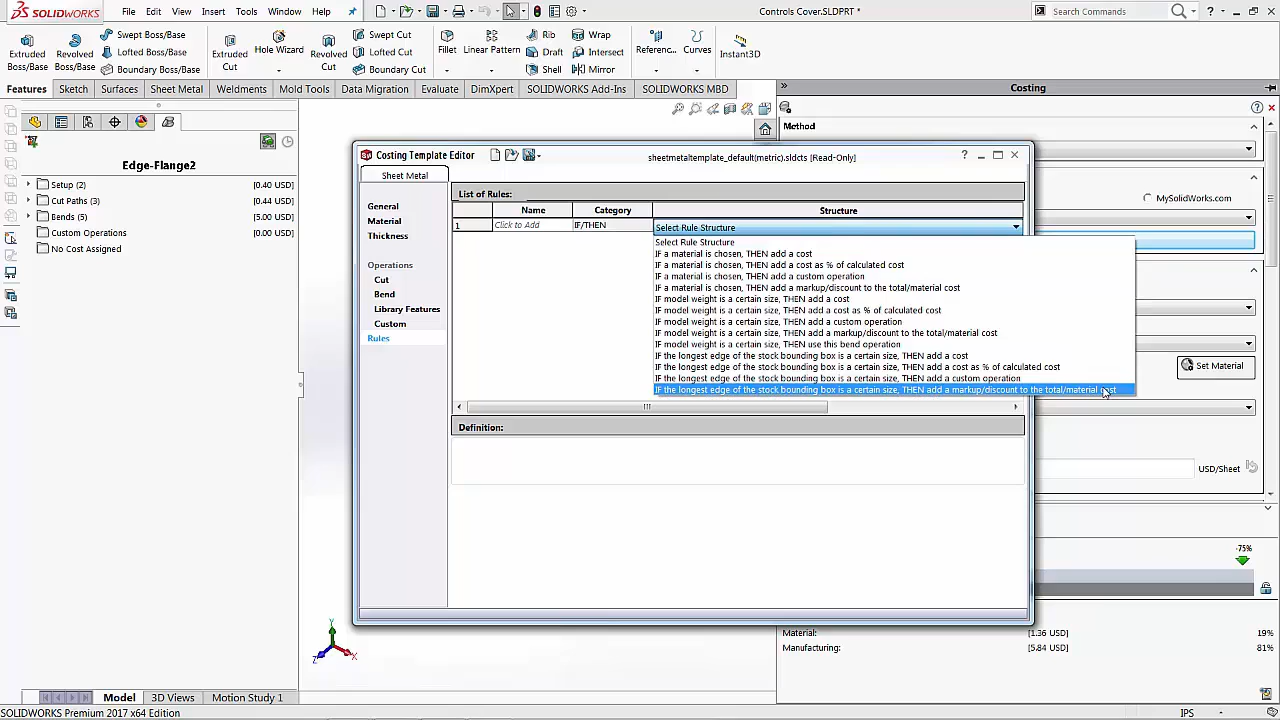 SOLIDWORKS
File Edit View Insert Tools Window Help
Controls Cover.SLDPRT *
Search Commands
Extruded Boss/Base
Revolved Boss/Base
Swept Boss/Base
Lofted Boss/Base
Boundary Boss/Base
Extruded Cut
Hole Wizard
Revolved Cut
Swept Cut
Lofted Cut
Boundary Cut
Fillet
Linear Pattern
Rib
Draft
Shell
Wrap
Intersect
Mirror
Referenc...
Curves
Instant3D
Features Sketch Surfaces Sheet Metal Weldments Mold Tools Data Migration Evaluate DimXpert SOLIDWORKS Add-Ins SOLIDWORKS MBD
Costing
Method
MySolidWorks.com
Set Material
USD/Sheet
-75%
Material: [1.36 USD] 19%
Manufacturing: [5.84 USD] 81%
Edge-Flange2
Setup (2) [0.40 USD]
Cut Paths (3) [0.44 USD]
Bends (5) [5.00 USD]
Custom Operations [0.00 USD]
No Cost Assigned
Costing Template Editor
sheetmetaltemplate_default(metric).sldcts [Read-Only]
Sheet Metal
General
Material
Thickness
Operations
Cut
Bend
Library Features
Custom
Rules
List of Rules:
Name Category Structure
1 Click to Add IF/THEN Select Rule Structure
Select Rule Structure
IF a material is chosen, THEN add a cost
IF a material is chosen, THEN add a cost as % of calculated cost
IF a material is chosen, THEN add a custom operation
IF a material is chosen, THEN add a markup/discount to the total/material cost
IF model weight is a certain size, THEN add a cost
IF model weight is a certain size, THEN add a cost as % of calculated cost
IF model weight is a certain size, THEN add a custom operation
IF model weight is a certain size, THEN add a markup/discount to the total/material cost
IF model weight is a certain size, THEN use this bend operation
IF the longest edge of the stock bounding box is a certain size, THEN add a cost
IF the longest edge of the stock bounding box is a certain size, THEN add a cost as % of calculated cost
IF the longest edge of the stock bounding box is a certain size, THEN add a custom operation
IF the longest edge of the stock bounding box is a certain size, THEN add a markup/discount to the total/material cost
Definition:
Y
Z
X
Model 3D Views Motion Study 1
SOLIDWORKS Premium 2017 x64 Edition
IPS